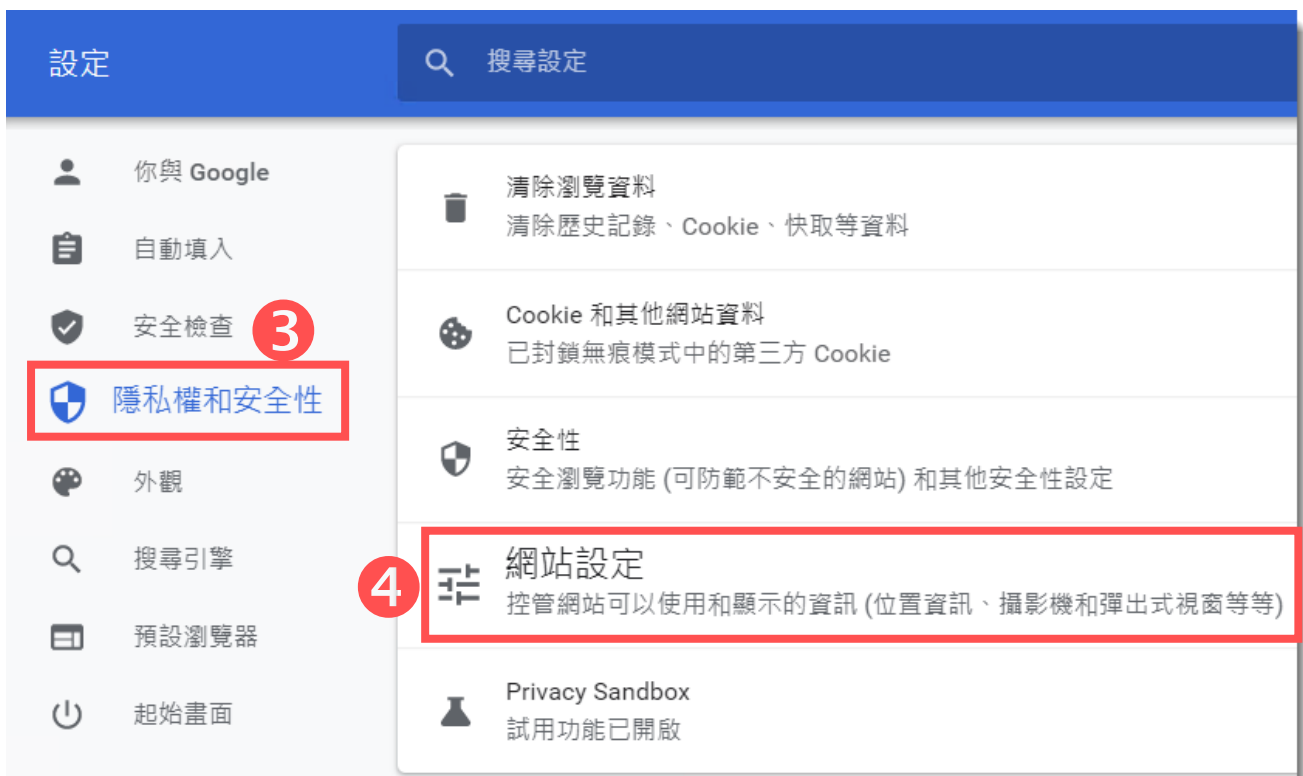 設定
搜尋設定
你與 Google
自動填入
安全檢查
3
隱私權和安全性
外觀
搜尋引擎
預設瀏覽器
起始畫面
清除瀏覽資料
清除歷史記錄、Cookie、快取等資料
Cookie 和其他網站資料
已封鎖無痕模式中的第三方 Cookie
安全性
安全瀏覽功能 (可防範不安全的網站) 和其他安全性設定
4
網站設定
控管網站可以使用和顯示的資訊 (位置資訊、攝影機和彈出式視窗等等)
Privacy Sandbox
試用功能已開啟